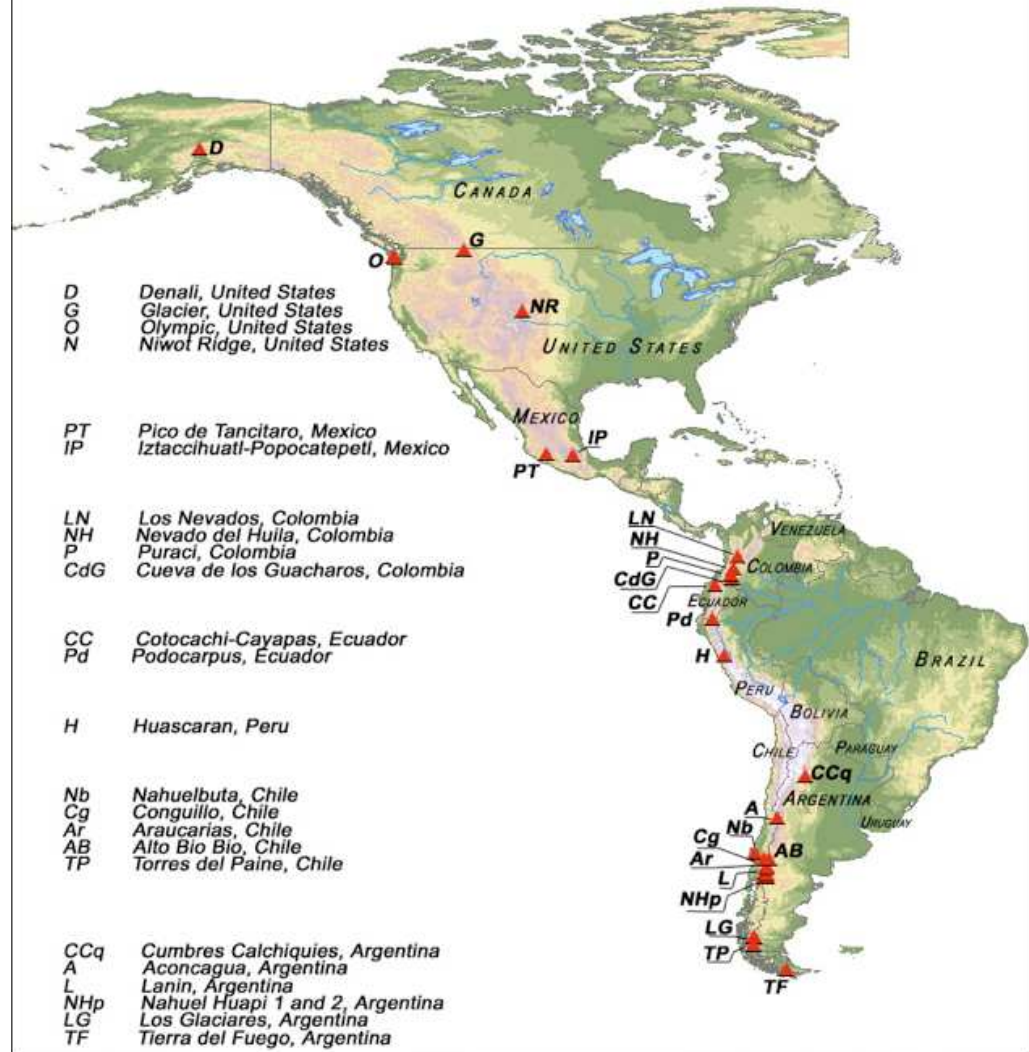 D
CANADA
G
O
NR
UNITED STATES
MEXICO
IP
PT
D Denali, United States
G Glacier, United States
O Olympic, United States
N Niwot Ridge, United States
PT Pico de Tancitaro, Mexico
IP Iztaccihuatl-Popocatepetl, Mexico
LN Los Nevados, Colombia
NH Nevado del Huila, Colombia
P Puraci, Colombia
CdG Cueva de los Guacharos, Colombia
CC Cotocachi-Cayapas, Ecuador
Pd Podocarpus, Ecuador
H Huascaran, Peru
Nb Nahuelbuta, Chile
Cg Conguillo, Chile
Ar Araucarias, Chile
AB Alto Bio Bio, Chile
TP Torres del Paine, Chile
CCq Cumbres Calchiquies, Argentina
A Aconcagua, Argentina
L Lanin, Argentina
NHp Nahuel Huapi 1 and 2, Argentina
LG Los Glaciares, Argentina
TF Tierra del Fuego, Argentina
LN
VENEZUELA
NH
P
COLOMBIA
CdG
CC
ECUADOR
Pd
H
BRAZIL
PERU
BOLIVIA
CHILE
PARAGUAY
CCq
ARGENTINA
A
URUGUAY
Nb
Cg
AB
Ar
L
NHp
LG
TP
TF